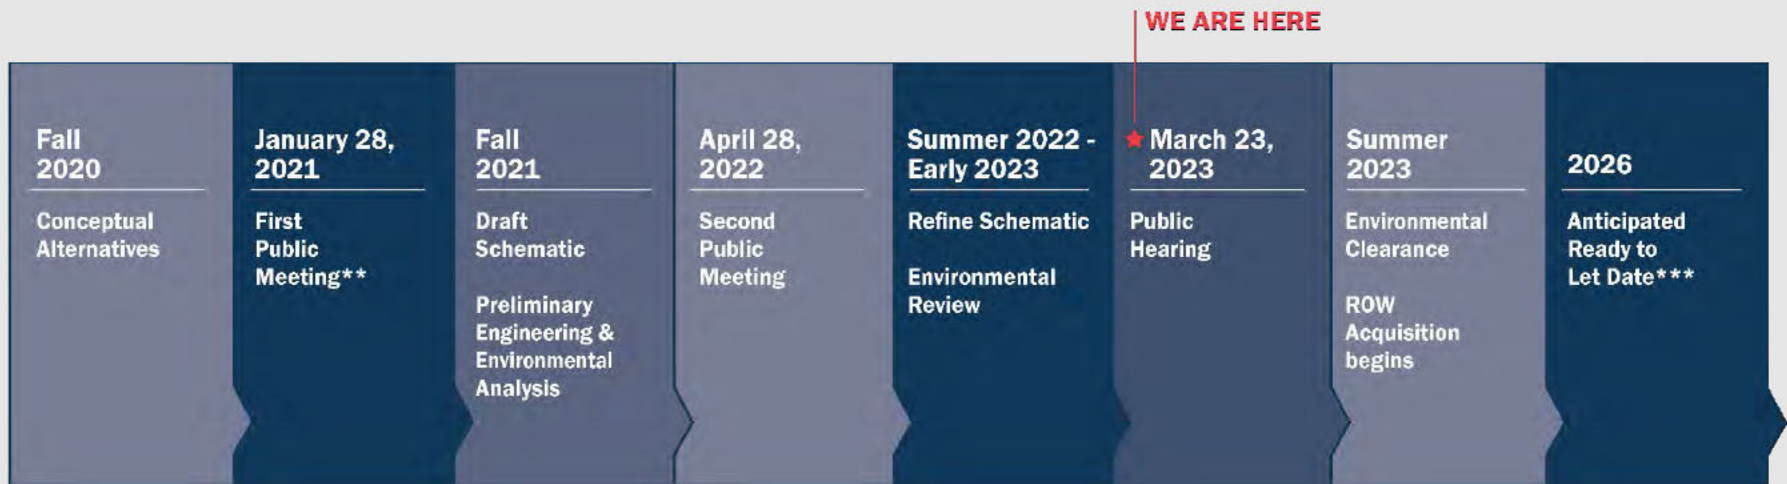 WE ARE HERE
Fall
2020
Conceptual
Alternatives
January 28,
2021
First
Public
Meeting**
Fall
2021
Draft
Schematic
Preliminary
Engineering &
Environmental
Analysis
April 28,
2022
Second
Public
Meeting
Summer 2022 -
Early 2023
Refine Schematic
Environmental
Review
March 23,
2023
Public
Hearing
Summer
2023
Environmental
Clearance
ROW
Acquisition
begins
2026
Anticipated
Ready to
Let Date***